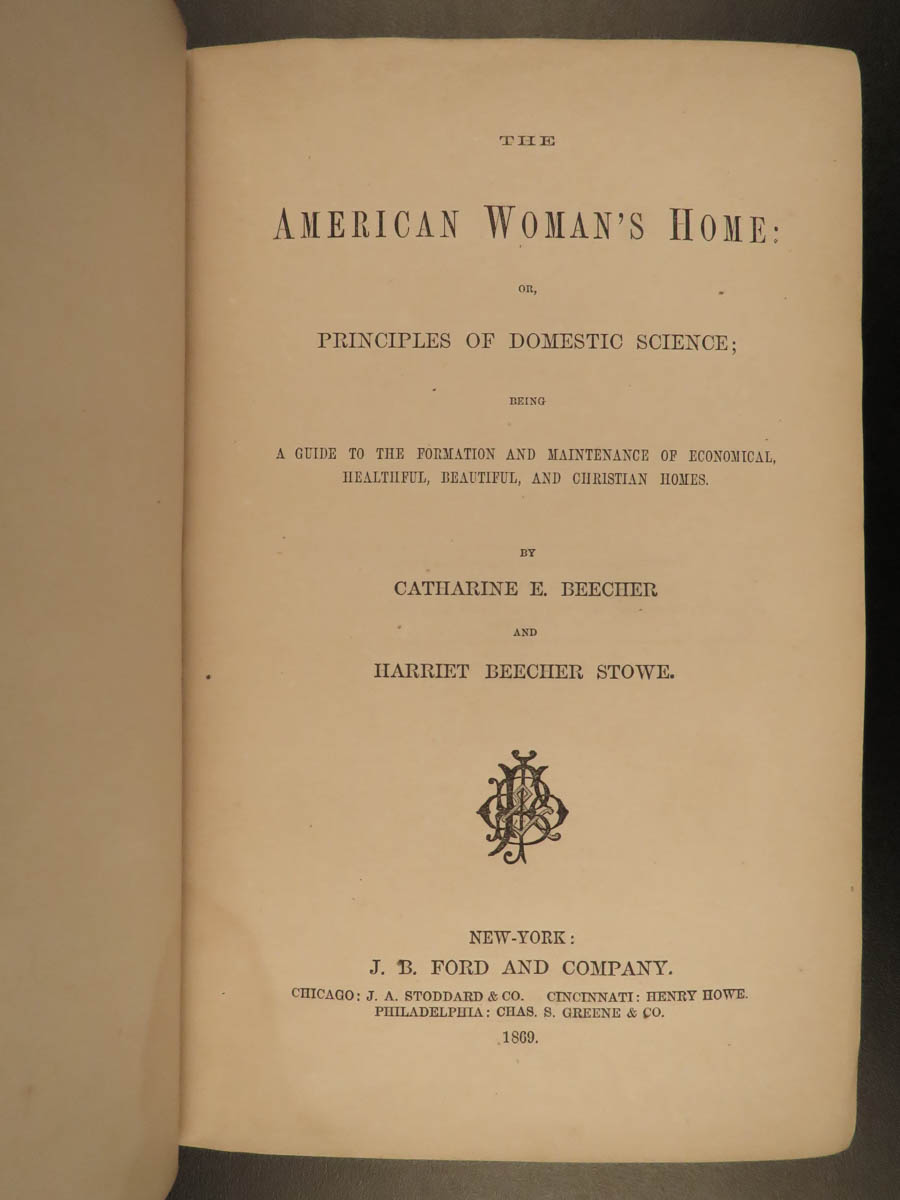 THE
AMERICAN WOMAN'S HOME:
OR,
PRINCIPLES OF DOMESTIC SCIENCE;
BEING
A GUIDE TO THE FORMATION AND MAINTENANCE OF ECONOMICAL,
HEALTHFUL, BEAUTIFUL, AND CHRISTIAN HOMES.
BY
CATHARINE E. BEECHER
AND
HARRIET BEECHER STOWE.
NEW-YORK:
J. B. FORD AND COMPANY.
CHICAGO: J. A. STODDARD & CO. CINCINNATI: HENRY HOWE.
PHILADELPHIA: CHAS. S. GREENE & CO.
1869.